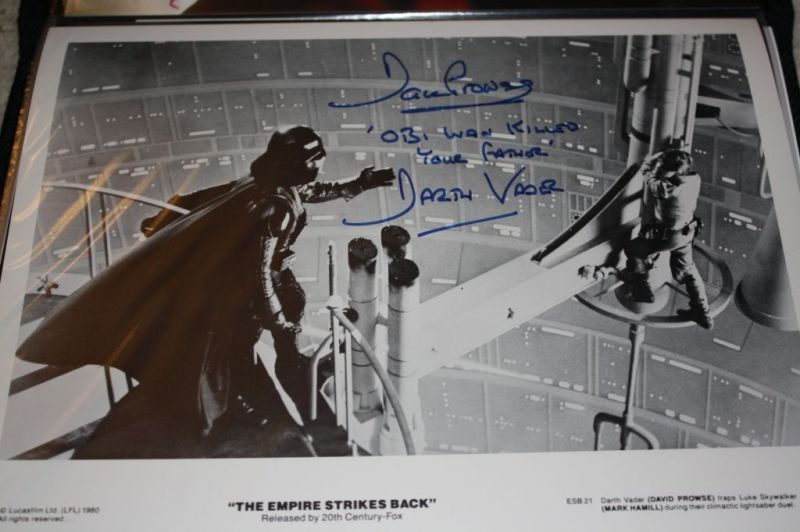 Dave Prowse
'OBi WAN KiLLED
YOUR FATHER'
DARTH VADER
© Lucasfilm Ltd. (LFL) 1980
All rights reserved...
"THE EMPIRE STRIKES BACK"
Released by 20th Century-Fox
ESB 21 Darth Vader (DAVID PROWSE) traps Luke Skywalker
(MARK HAMILL) during their climactic lightsaber duel.